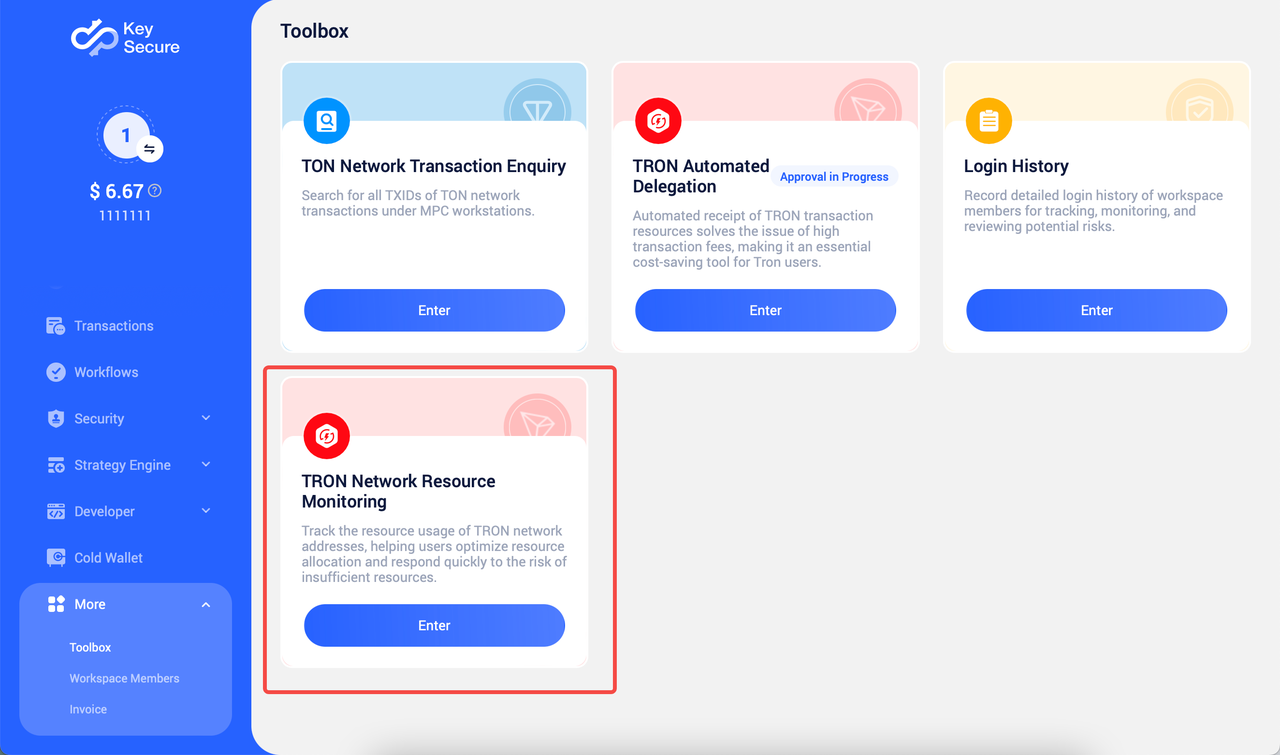 Key
Secure
1
$ 6.67
1111111
Transactions
Workflows
Security
Strategy Engine
Developer
Cold Wallet
More
Toolbox
Workspace Members
Invoice
Toolbox
TON Network Transaction Enquiry
Search for all TXIDs of TON network
transactions under MPC workstations.
Enter
TRON Automated
Delegation
Approval in Progress
Automated receipt of TRON transaction
resources solves the issue of high
transaction fees, making it an essential
cost-saving tool for Tron users.
Enter
Login History
Record detailed login history of workspace
members for tracking, monitoring, and
reviewing potential risks.
Enter
TRON Network Resource
Monitoring
Track the resource usage of TRON network
addresses, helping users optimize resource
allocation and respond quickly to the risk of
insufficient resources.
Enter